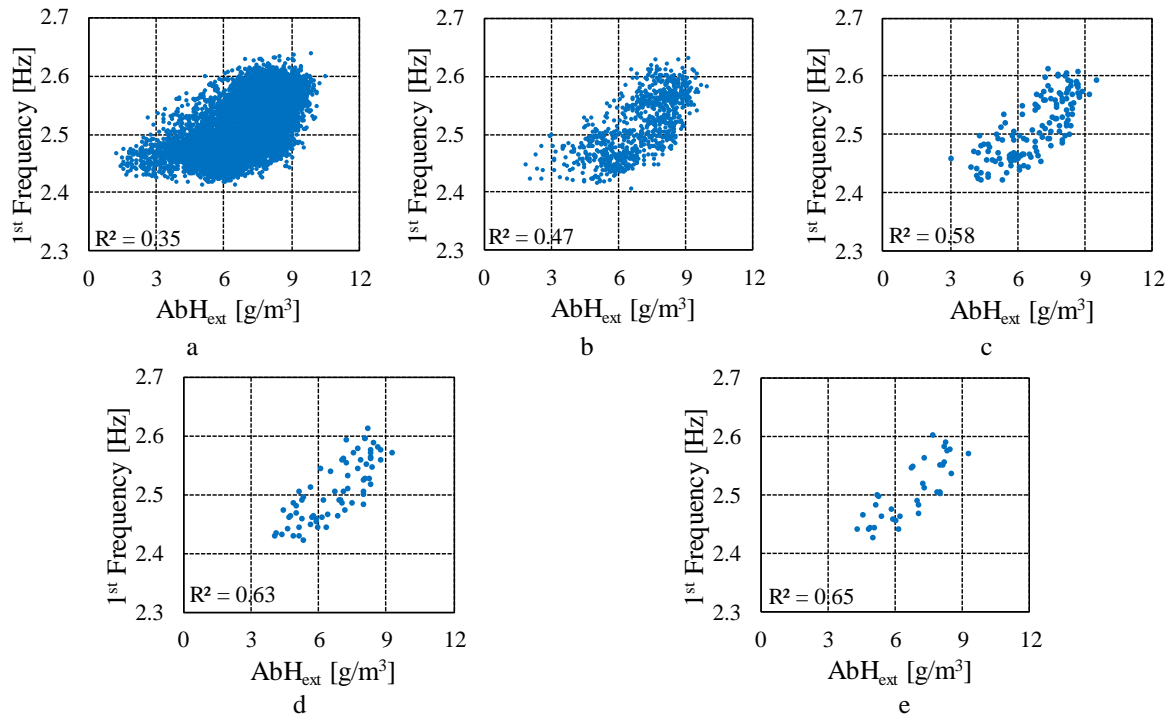 2.7
2.6
2.5
2.4
2.3
1st Frequency [Hz]
R² = 0.35
0 3 6 9 12
AbHext [g/m³]
a
2.7
2.6
2.5
2.4
2.3
1st Frequency [Hz]
R² = 0.47
0 3 6 9 12
AbHext [g/m³]
b
2.7
2.6
2.5
2.4
2.3
1st Frequency [Hz]
R² = 0.58
0 3 6 9 12
AbHext [g/m³]
c
2.7
2.6
2.5
2.4
2.3
1st Frequency [Hz]
R² = 0.63
0 3 6 9 12
AbHext [g/m³]
d
2.7
2.6
2.5
2.4
2.3
1st Frequency [Hz]
R² = 0.65
0 3 6 9 12
AbHext [g/m³]
e